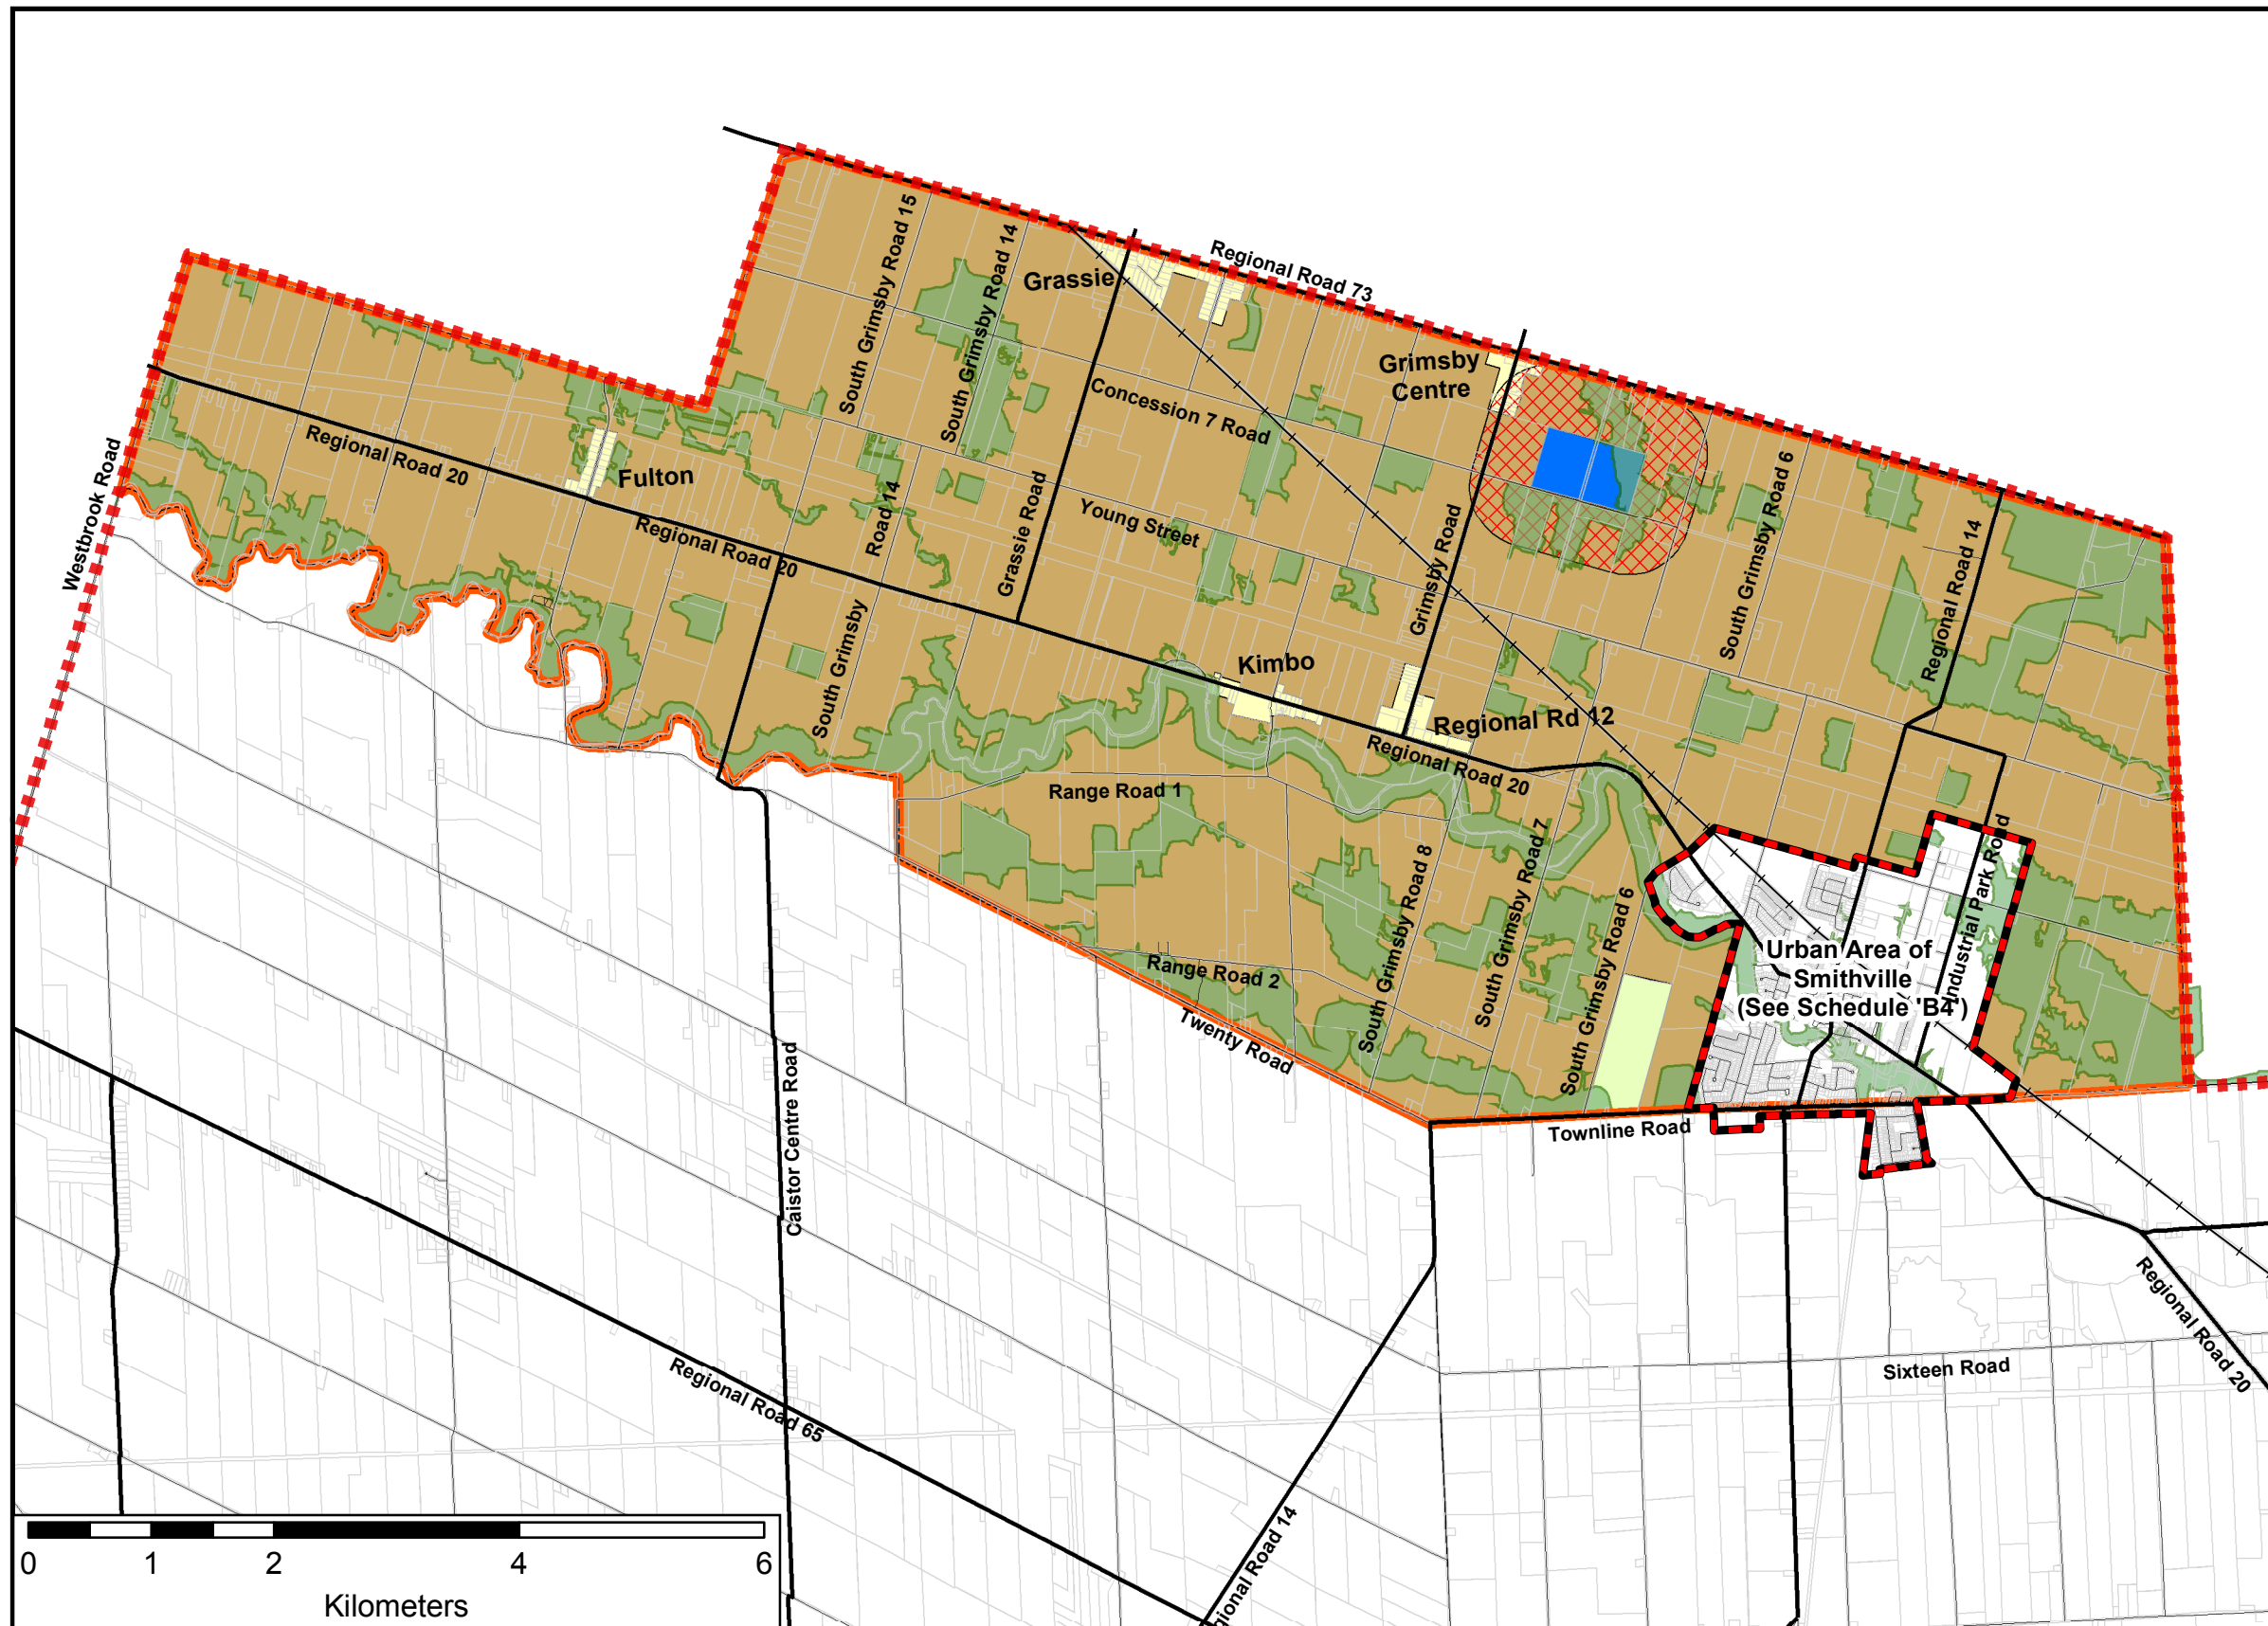 South Grimsby Road 15
South Grimsby Road 14
Grassie
Regional Road 73
Grimsby
Centre
Concession 7 Road
Westbrook Road
Regional Road 20
Fulton
Regional Road 20
Road 14
South Grimsby
Grassie Road
Young Street
Grimsby Road
South Grimsby Road 6
Regional Road 14
Kimbo
Regional Rd 12
Regional Road 20
Range Road 1
South Grimsby Road 8
South Grimsby Road 7
South Grimsby Road 6
Industrial Park Road
Urban Area of
Smithville
(See Schedule 'B4')
Range Road 2
Twenty Road
Townline Road
Caistor Centre Road
Regional Road 65
Regional Road 20
Sixteen Road
gional Road 14
0 1 2 4 6
Kilometers